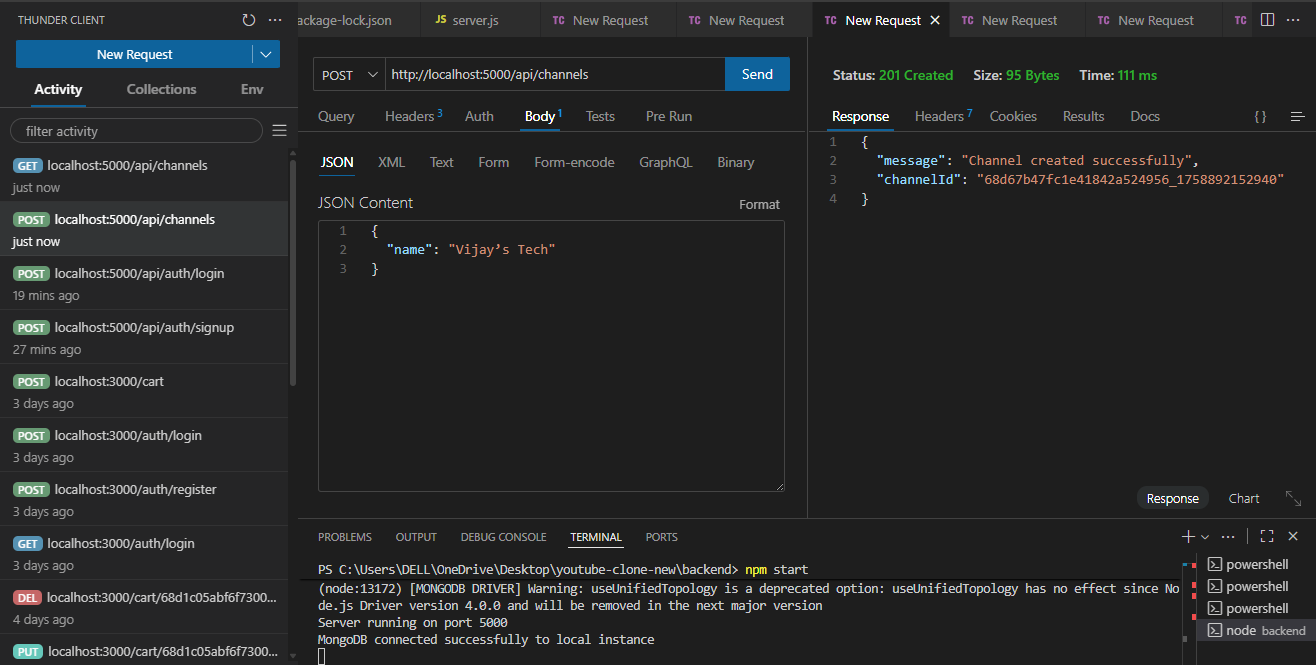 THUNDER CLIENT
New Request
Activity Collections Env
filter activity
GET localhost:5000/api/channels
just now
POST localhost:5000/api/channels
just now
POST localhost:5000/api/auth/login
19 mins ago
POST localhost:5000/api/auth/signup
27 mins ago
POST localhost:3000/cart
3 days ago
POST localhost:3000/auth/login
3 days ago
POST localhost:3000/auth/register
3 days ago
GET localhost:3000/auth/login
3 days ago
DEL localhost:3000/cart/68d1c05abf6f7300...
4 days ago
PUT localhost:3000/cart/68d1c05abf6f7300...
ackage-lock.json JS server.js TC New Request TC New Request TC New Request TC New Request TC New Request TC
POST http://localhost:5000/api/channels Send
Query Headers 3 Auth Body 1 Tests Pre Run
JSON XML Text Form Form-encode GraphQL Binary
JSON Content Format
1 {
2 "name": "Vijay’s Tech"
3 }
Status: 201 Created Size: 95 Bytes Time: 111 ms
Response Headers 7 Cookies Results Docs {}
1 {
2 "message": "Channel created successfully",
3 "channelId": "68d67b47fc1e41842a524956_1758892152940"
4 }
Response Chart
PROBLEMS OUTPUT DEBUG CONSOLE TERMINAL PORTS
PS C:\Users\DELL\OneDrive\Desktop\youtube-clone-new\backend> npm start
(node:13172) [MONGODB DRIVER] Warning: useUnifiedTopology is a deprecated option: useUnifiedTopology has no effect since No
de.js Driver version 4.0.0 and will be removed in the next major version
Server running on port 5000
MongoDB connected successfully to local instance
powershell
powershell
powershell
node backend